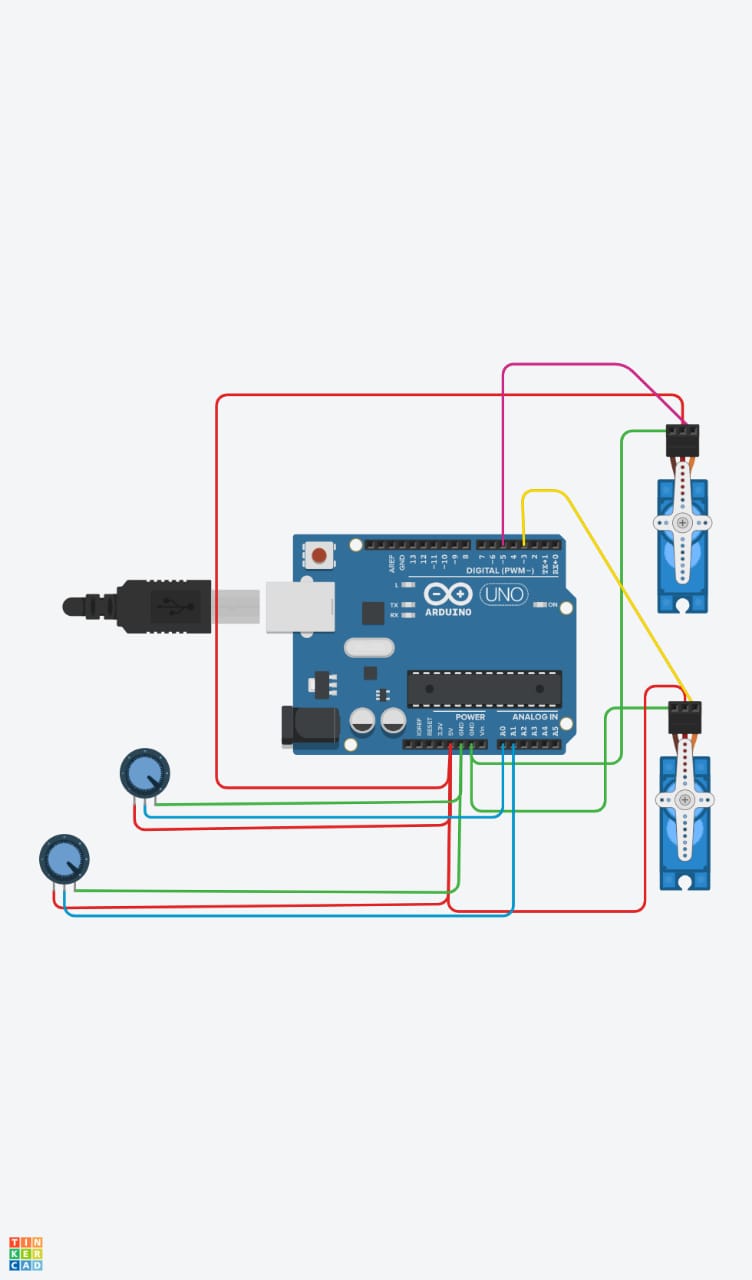 AREF
GND
13
12
~11
~10
~9
8
7
~6
~5
4
~3
2
TX→1
RX←0
DIGITAL (PWM~)
L
TX
RX
ARDUINO
UNO
ON
POWER
ANALOG IN
IOREF
RESET
3.3V
5V
GND
GND
Vin
A0
A1
A2
A3
A4
A5
TIN
KER
CAD